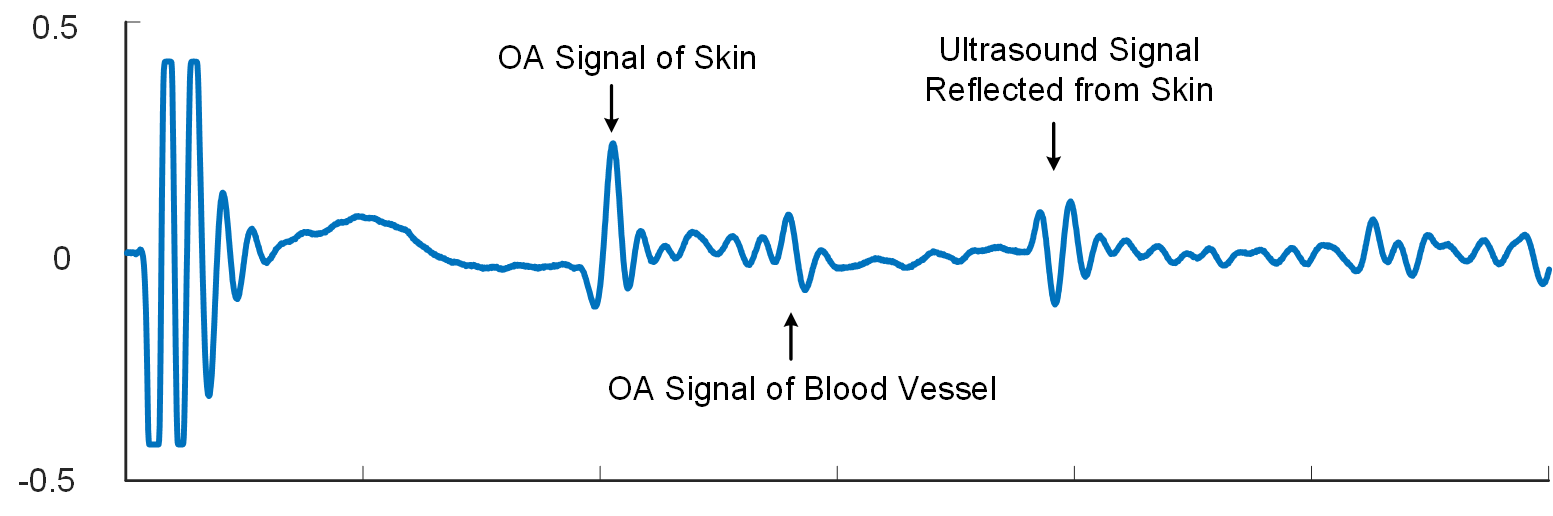 0.5
OA Signal of Skin
Ultrasound Signal
Reflected from Skin
0
OA Signal of Blood Vessel
-0.5